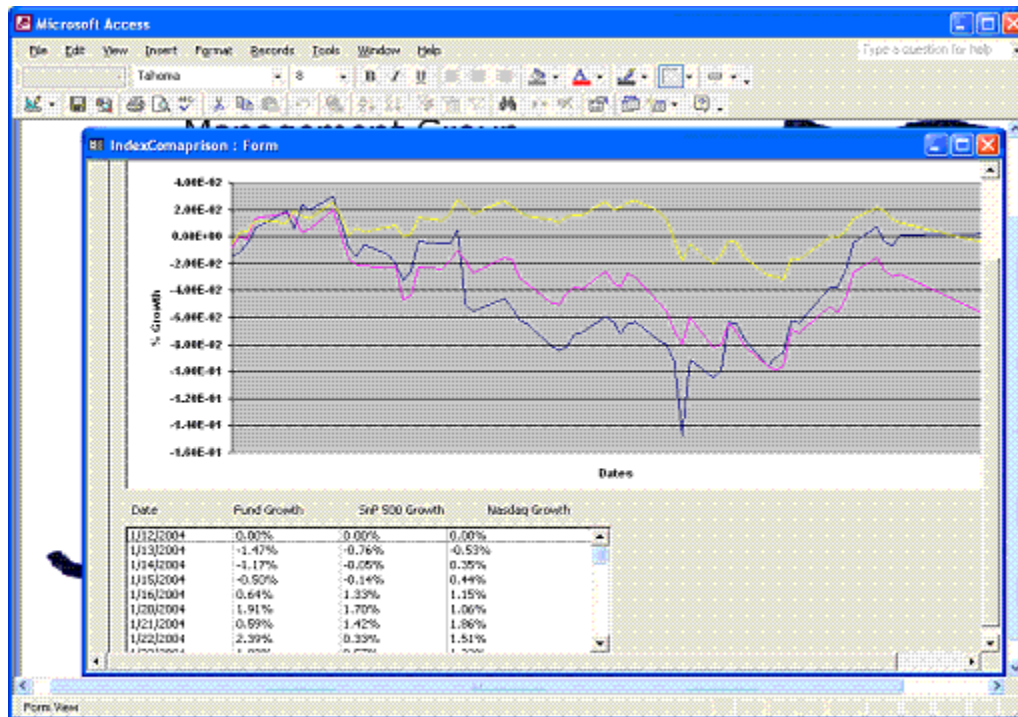 Microsoft Access
File Edit View Insert Format Records Tools Window Help Type a question for help
Tahoma 8 B I U
Management Group
IndexComaprison : Form
4.00E-02
2.00E-02
0.00E+00
-2.00E-02
-4.00E-02
-6.00E-02
-8.00E-02
-1.00E-01
-1.20E-01
-1.40E-01
-1.60E-01
% Growth
Dates
Date Fund Growth SnP 500 Growth Nasdaq Growth
1/12/2004 0.00% 0.00% 0.00%
1/13/2004 -1.47% -0.76% -0.53%
1/14/2004 -1.17% -0.05% 0.35%
1/15/2004 -0.50% -0.14% 0.44%
1/16/2004 0.64% 1.33% 1.15%
1/20/2004 1.91% 1.70% 1.06%
1/21/2004 0.59% 1.42% 1.86%
1/22/2004 2.39% 0.33% 1.51%
Form View